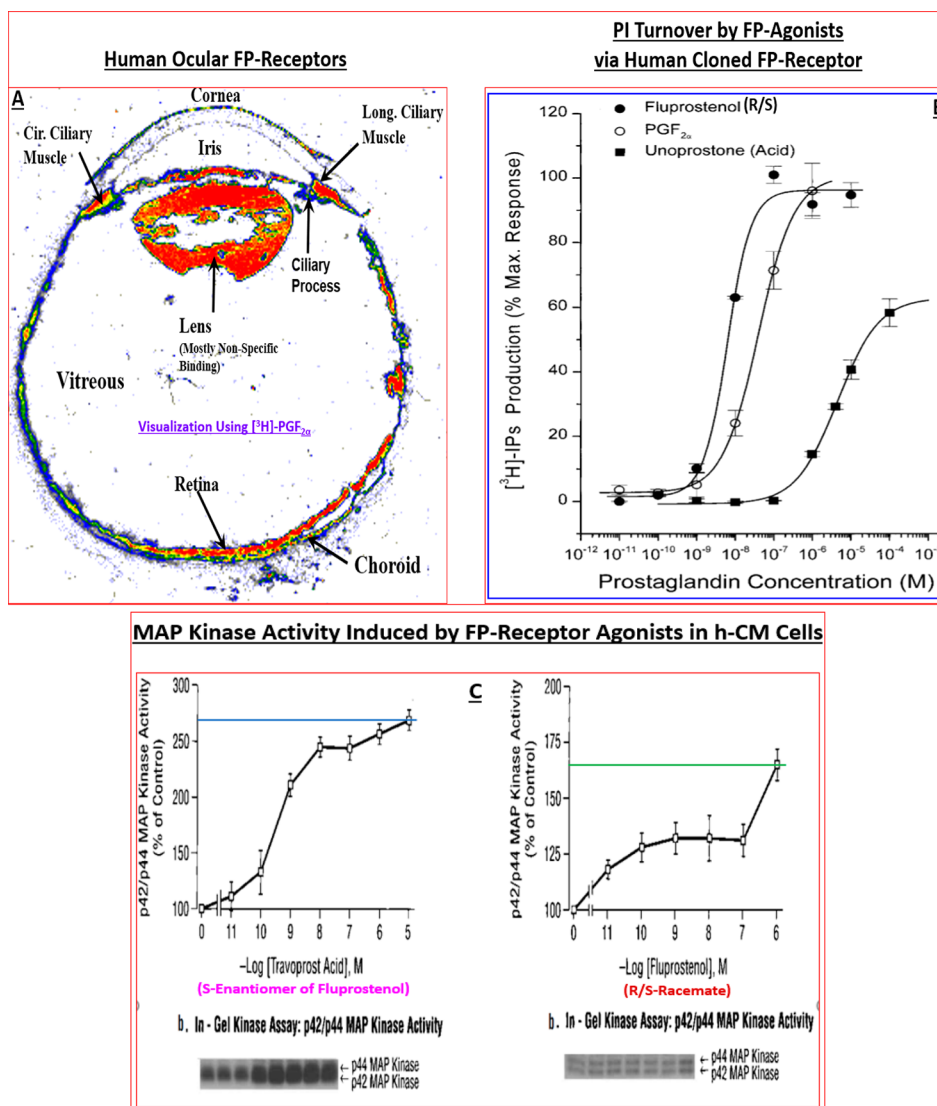 Human Ocular FP-Receptors
PI Turnover by FP-Agonists
via Human Cloned FP-Receptor
A
Cornea
Cir. Ciliary
Muscle
Iris
Long. Ciliary
Muscle
Ciliary
Process
Lens
(Mostly Non-Specific
Binding)
Vitreous
Visualization Using [³H]-PGF₂α
Retina
Choroid
Fluprostenol (R/S)
PGF₂α
Unoprostone (Acid)
[³H]-IPs Production (% Max. Response)
120
100
80
60
40
20
0
10⁻¹² 10⁻¹¹ 10⁻¹⁰ 10⁻⁹ 10⁻⁸ 10⁻⁷ 10⁻⁶ 10⁻⁵ 10⁻⁴
Prostaglandin Concentration (M)
MAP Kinase Activity Induced by FP-Receptor Agonists in h-CM Cells
C
p42/p44 MAP Kinase Activity
(% of Control)
300
250
200
150
100
0 11 10 9 8 7 6 5
–Log [Travoprost Acid], M
(S-Enantiomer of Fluprostenol)
b. In - Gel Kinase Assay: p42/p44 MAP Kinase Activity
← p44 MAP Kinase
← p42 MAP Kinase
p42/p44 MAP Kinase Activity
(% of Control)
200
175
150
125
100
0 11 10 9 8 7 6
–Log [Fluprostenol], M
(R/S-Racemate)
b. In - Gel Kinase Assay: p42/p44 MAP Kinase Activity
← p44 MAP Kinase
← p42 MAP Kinase